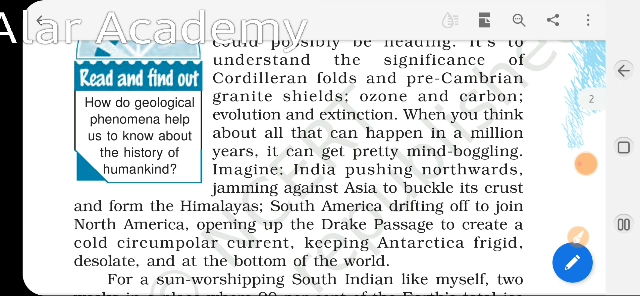 Alar Academy
could possibly be heading. It's to
understand the significance of
Cordilleran folds and pre-Cambrian
granite shields; ozone and carbon;
evolution and extinction. When you think
about all that can happen in a million
years, it can get pretty mind-boggling.
Imagine: India pushing northwards,
jamming against Asia to buckle its crust
and form the Himalayas; South America drifting off to join
North America, opening up the Drake Passage to create a
cold circumpolar current, keeping Antarctica frigid,
desolate, and at the bottom of the world.
For a sun-worshipping South Indian like myself, two
Read and find out
How do geological
phenomena help
us to know about
the history of
humankind?
2